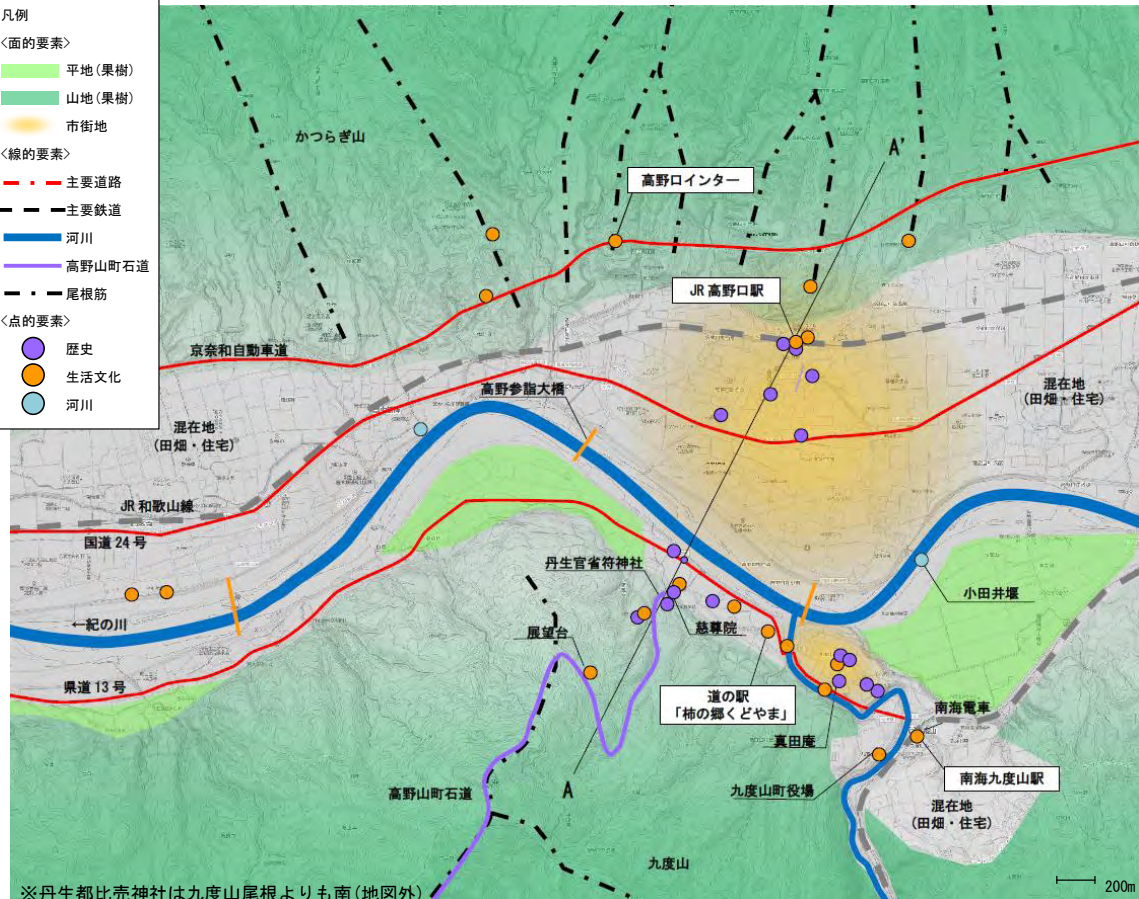 凡例
<面的要素>
平地(果樹)
山地(果樹)
市街地
<線的要素>
主要道路
主要鉄道
河川
高野山町石道
尾根筋
<点的要素>
歴史
生活文化
河川
かつらぎ山
A'
高野口インター
JR高野口駅
京奈和自動車道
高野参詣大橋
混在地
(田畑・住宅)
混在地
(田畑・住宅)
JR和歌山線
国道24号
丹生官省符神社
小田井堰
←紀の川
展望台
慈尊院
県道13号
道の駅
「柿の郷くどやま」
南海電車
真田庵
南海九度山駅
高野山町石道
A
九度山町役場
混在地
(田畑・住宅)
九度山
※丹生都比売神社は九度山尾根よりも南(地図外)
200m